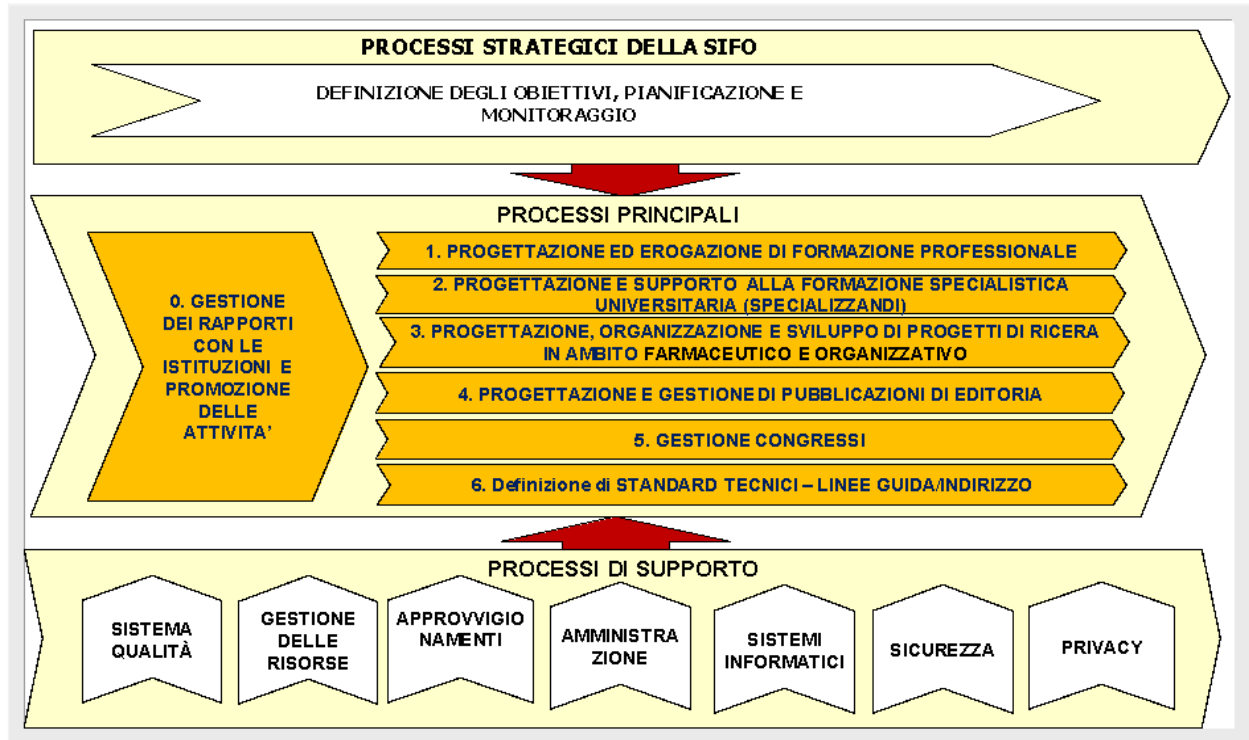 PROCESSI STRATEGICI DELLA SIFO
DEFINIZIONE DEGLI OBIETTIVI, PIANIFICAZIONE E
MONITORAGGIO
PROCESSI PRINCIPALI
0. GESTIONE
DEI RAPPORTI
CON LE
ISTITUZIONI E
PROMOZIONE
DELLE
ATTIVITA'
1. PROGETTAZIONE ED EROGAZIONE DI FORMAZIONE PROFESSIONALE
2. PROGETTAZIONE E SUPPORTO ALLA FORMAZIONE SPECIALISTICA
UNIVERSITARIA (SPECIALIZZANDI)
3. PROGETTAZIONE, ORGANIZZAZIONE E SVILUPPO DI PROGETTI DI RICERA
IN AMBITO FARMACEUTICO E ORGANIZZATIVO
4. PROGETTAZIONE E GESTIONE DI PUBBLICAZIONI DI EDITORIA
5. GESTIONE CONGRESSI
6. Definizione di STANDARD TECNICI – LINEE GUIDA/INDIRIZZO
PROCESSI DI SUPPORTO
SISTEMA
QUALITÀ
GESTIONE
DELLE
RISORSE
APPROVVIGIO
NAMENTI
AMMINISTRA
ZIONE
SISTEMI
INFORMATICI
SICUREZZA
PRIVACY